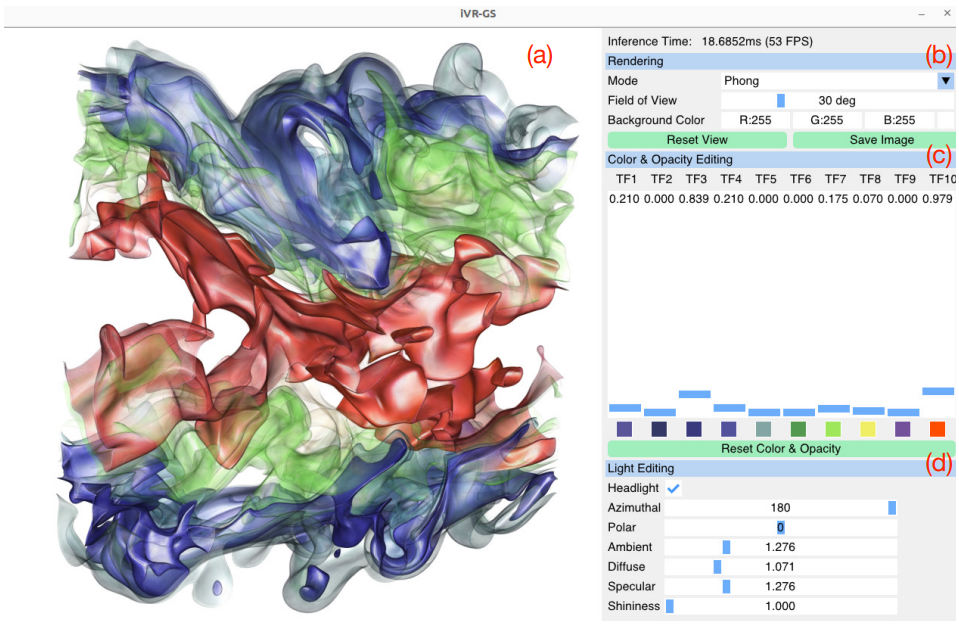 iVR-GS
(a)
Inference Time: 18.6852ms (53 FPS)
(b)
Rendering
Mode Phong
Field of View 30 deg
Background Color R:255 G:255 B:255
Reset View Save Image
(c)
Color & Opacity Editing
TF1 TF2 TF3 TF4 TF5 TF6 TF7 TF8 TF9 TF10
0.210 0.000 0.839 0.210 0.000 0.000 0.175 0.070 0.000 0.979
Reset Color & Opacity
(d)
Light Editing
Headlight
Azimuthal 180
Polar 0
Ambient 1.276
Diffuse 1.071
Specular 1.276
Shininess 1.000